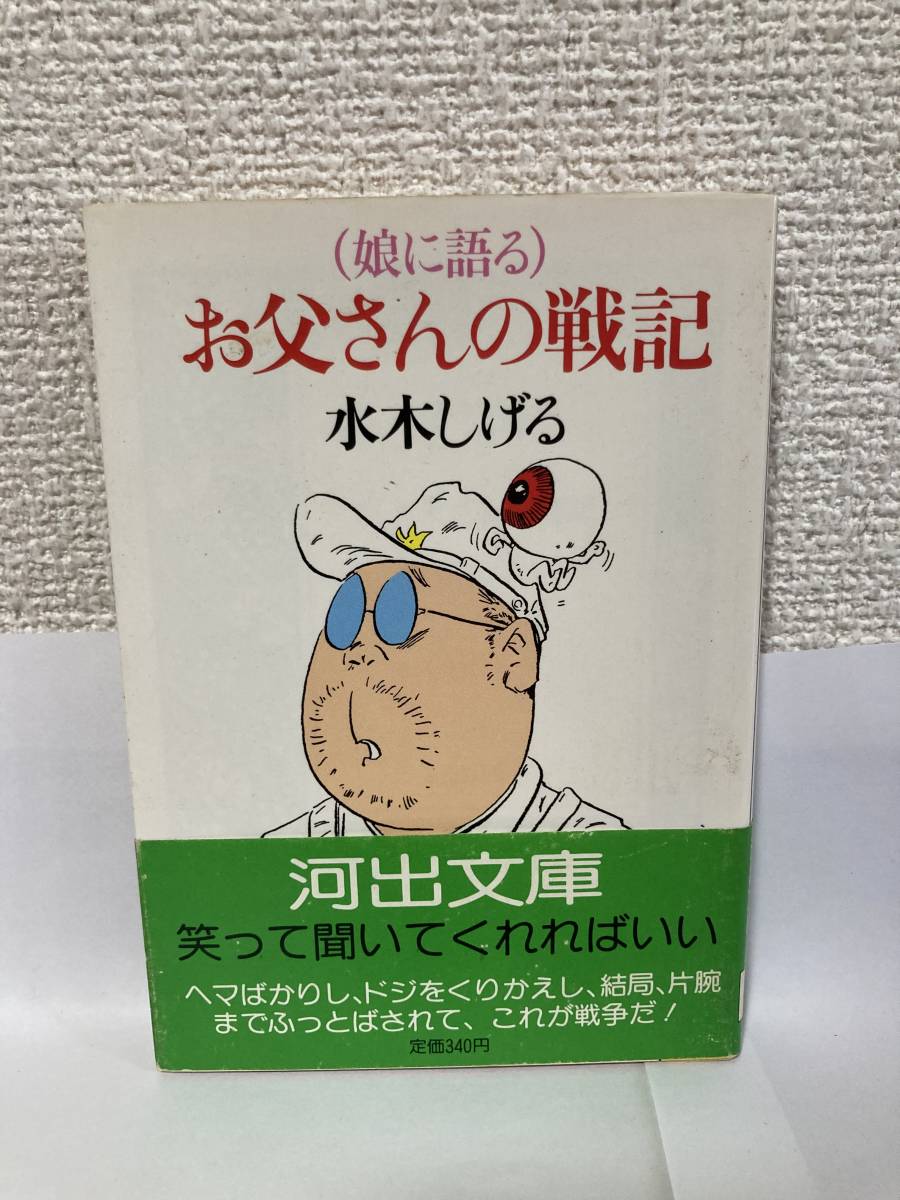 (娘に語る)
お父さんの戦記
水木しげる
河出文庫
笑って聞いてくれればいい
ヘマばかりし、ドジをくりかえし、結局、片腕
までふっとばされて、これが戦争だ!
定価340円